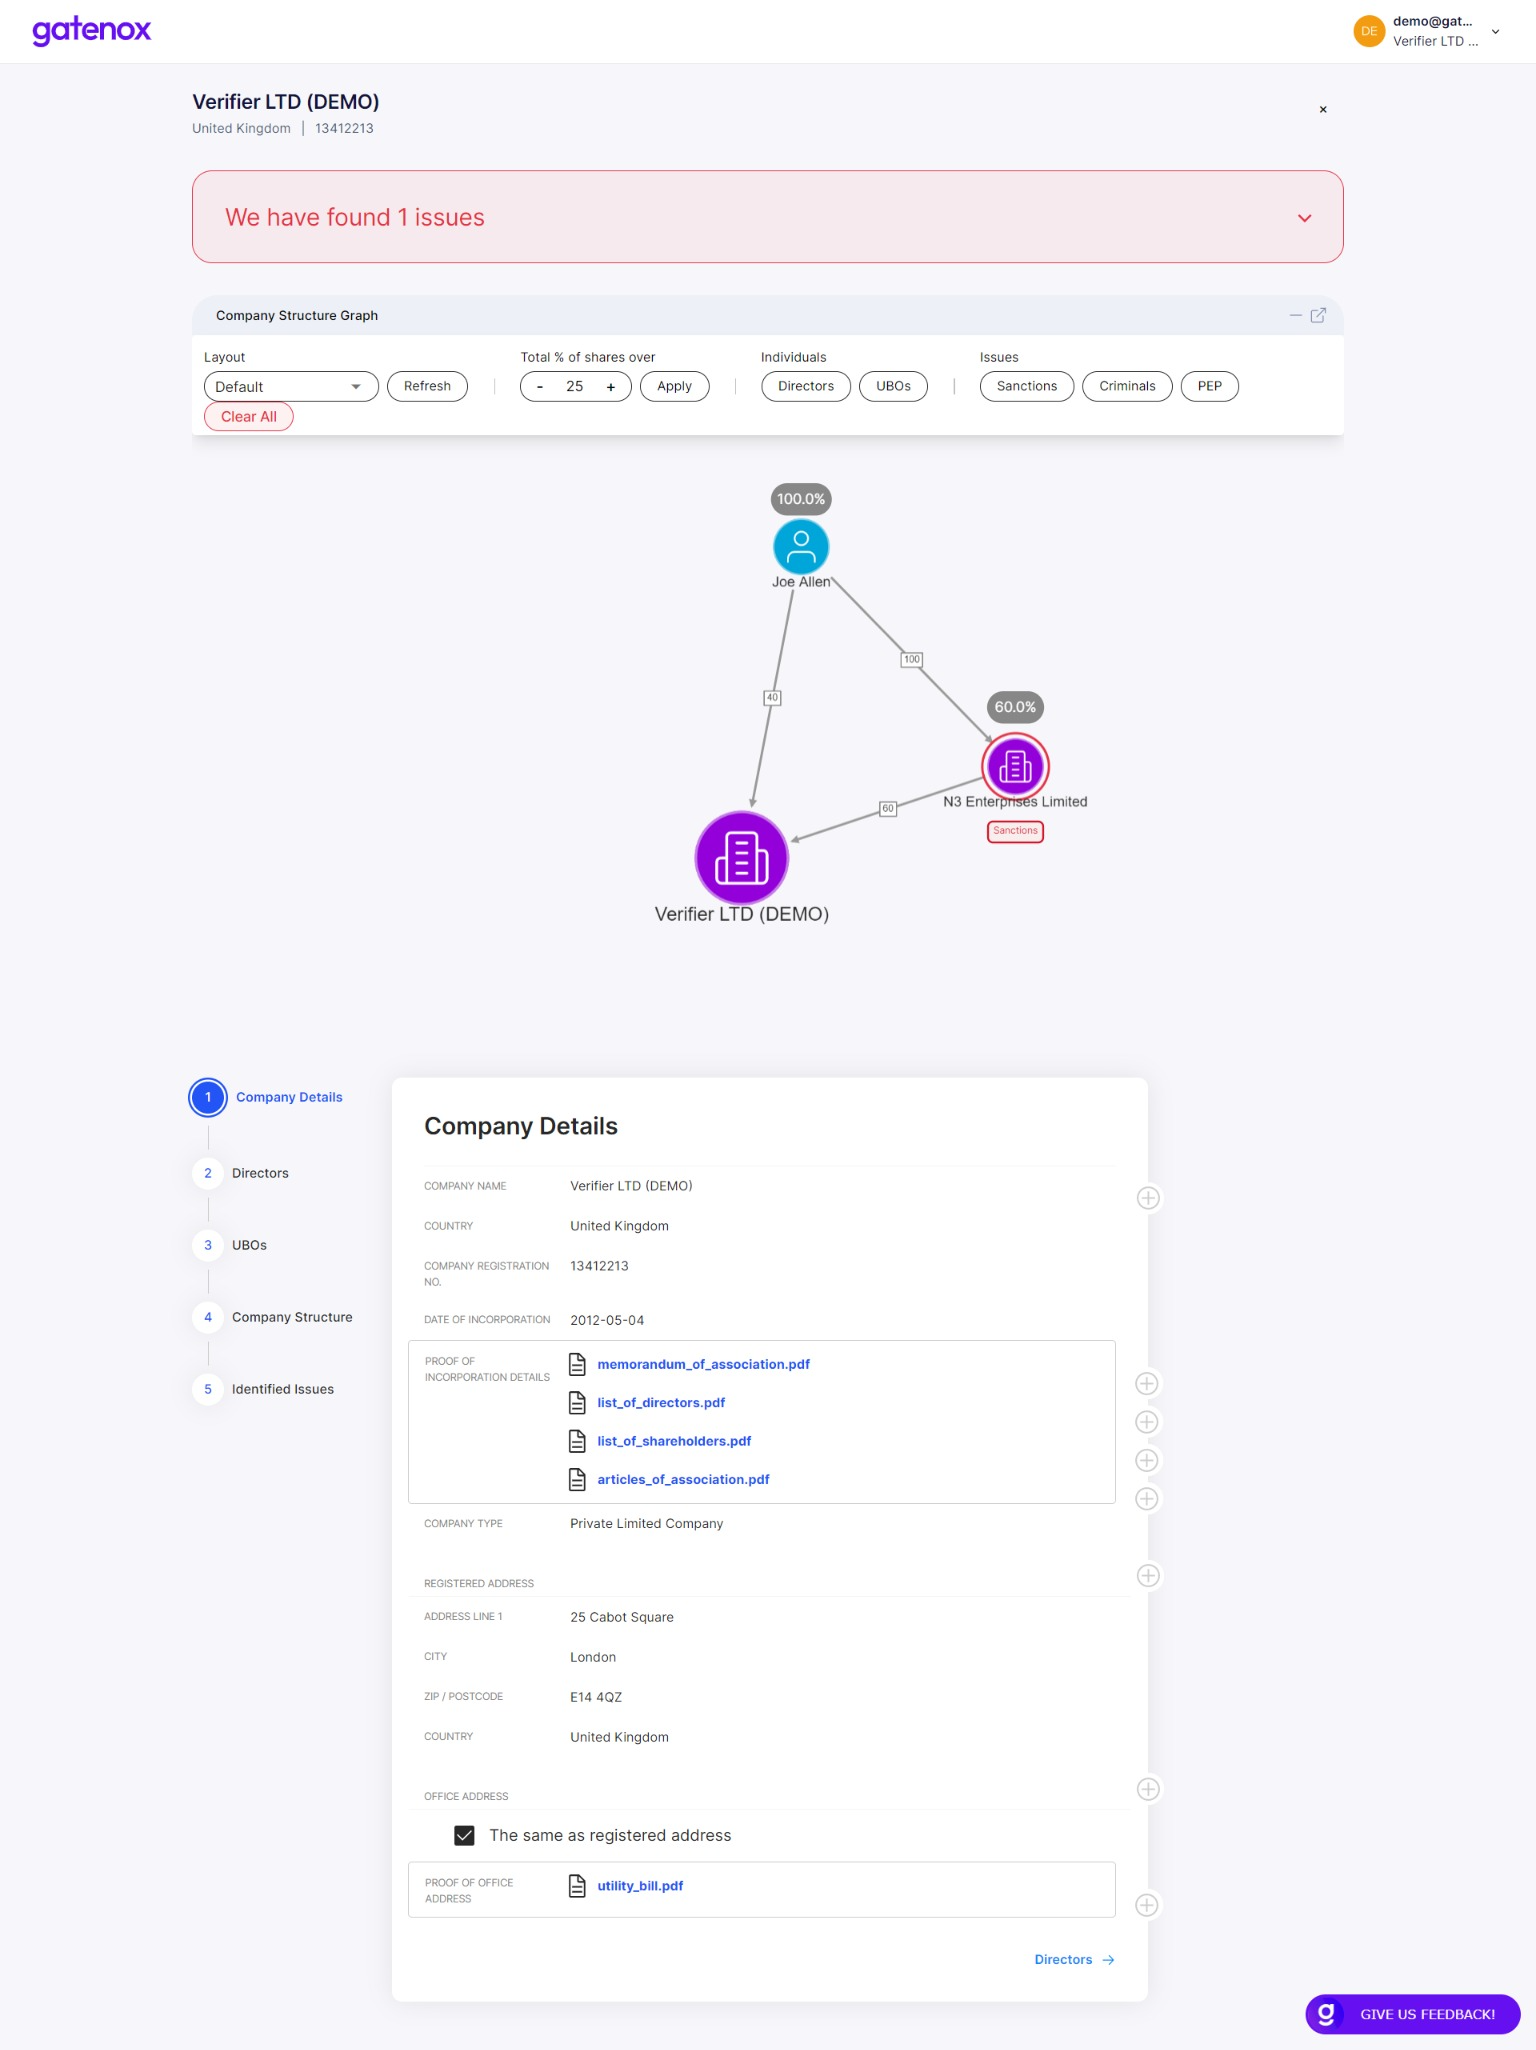 gatenox
DE
demo@gat...
Verifier LTD ...
Verifier LTD (DEMO)
×
United Kingdom | 13412213
We have found 1 issues
Company Structure Graph
Layout
Total % of shares over
Individuals
Issues
Default
Refresh
- 25 +
Apply
Directors
UBOs
Sanctions
Criminals
PEP
Clear All
100.0%
Joe Allen
100
40
60.0%
60
N3 Enterprises Limited
Sanctions
Verifier LTD (DEMO)
1 Company Details
2 Directors
3 UBOs
4 Company Structure
5 Identified Issues
Company Details
COMPANY NAME Verifier LTD (DEMO)
COUNTRY United Kingdom
COMPANY REGISTRATION 13412213
NO.
DATE OF INCORPORATION 2012-05-04
PROOF OF
INCORPORATION DETAILS
memorandum_of_association.pdf
list_of_directors.pdf
list_of_shareholders.pdf
articles_of_association.pdf
COMPANY TYPE Private Limited Company
REGISTERED ADDRESS
ADDRESS LINE 1 25 Cabot Square
CITY London
ZIP / POSTCODE E14 4QZ
COUNTRY United Kingdom
OFFICE ADDRESS
The same as registered address
PROOF OF OFFICE
ADDRESS
utility_bill.pdf
Directors →
g GIVE US FEEDBACK!